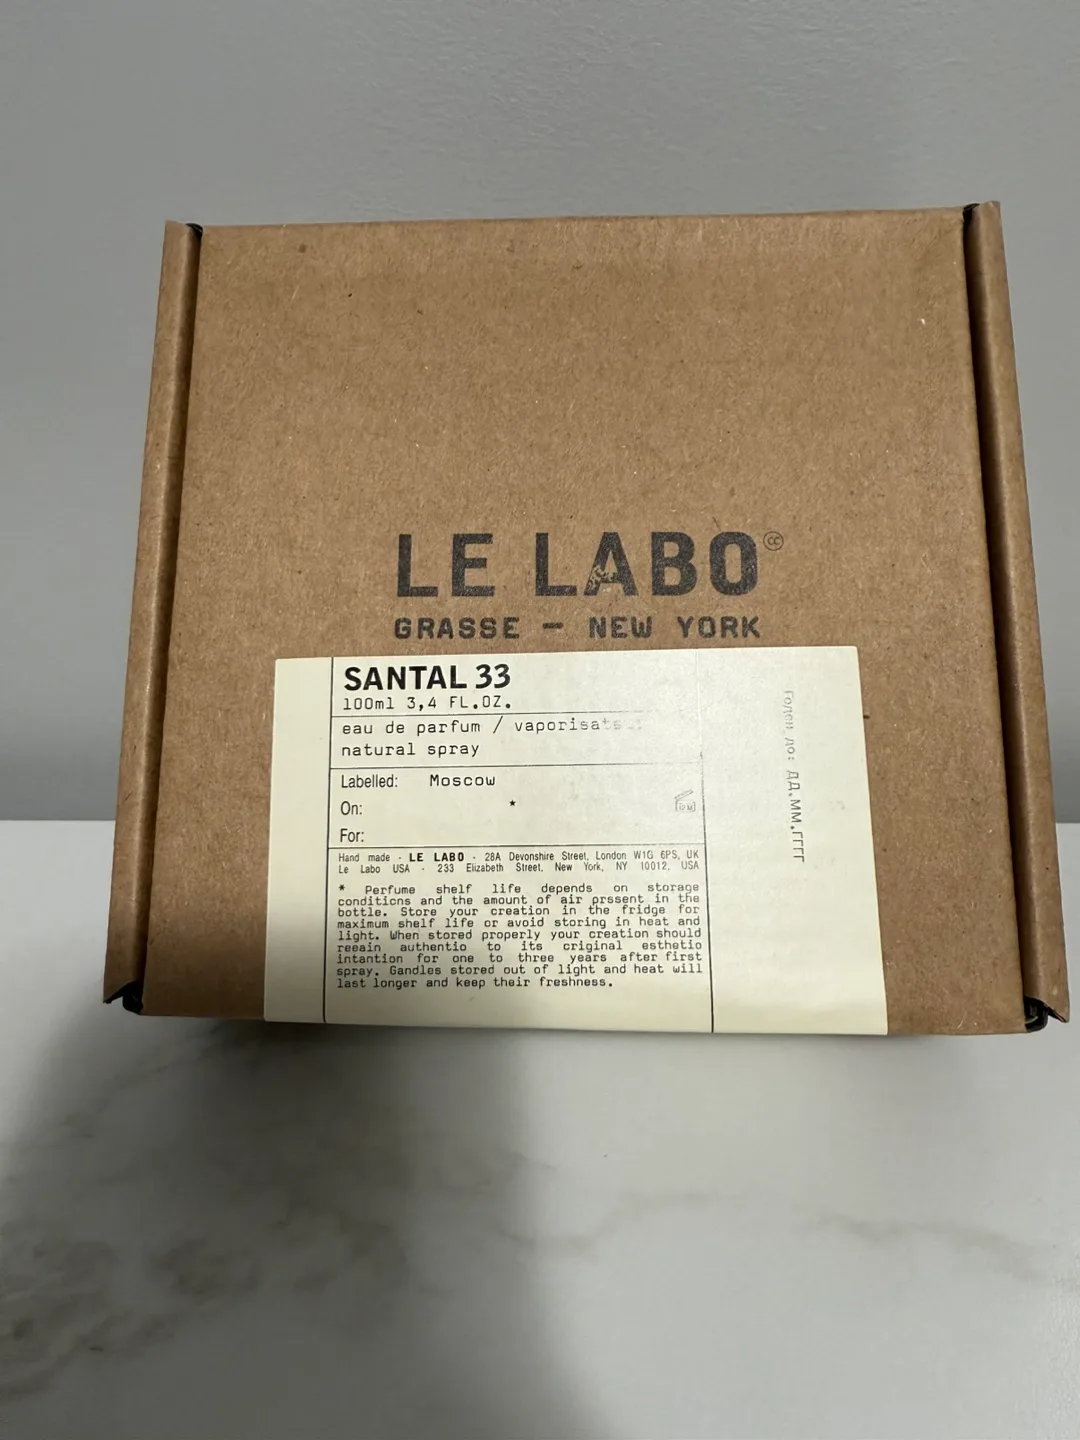 LE LABO
GRASSE — NEW YORK
SANTAL 33
100ml 3,4 FL.OZ.
eau de parfum /
natural spray
Labelled: Moscow
On: *
For:
Hand made - LE LABO - 28A Devonshire Street, London W1G 6PS, UK
Le Labo USA - 233 Elizabeth Street, New York, NY 10012, USA
* Perfume shelf life depends on storage
conditicns and the amount of air prssent in the
bottle. Store your creation in the fridge for
maximum shelf life or avoid storing in heat and
light. When stored properly your creation should
reeain authentio to its criginal esthetio
intantion for one to three years after first
spray. Gandles stored out of light and heat will
last longer and keep their freshness.
12 M
Годен до: ДД.ММ.ГГГГ